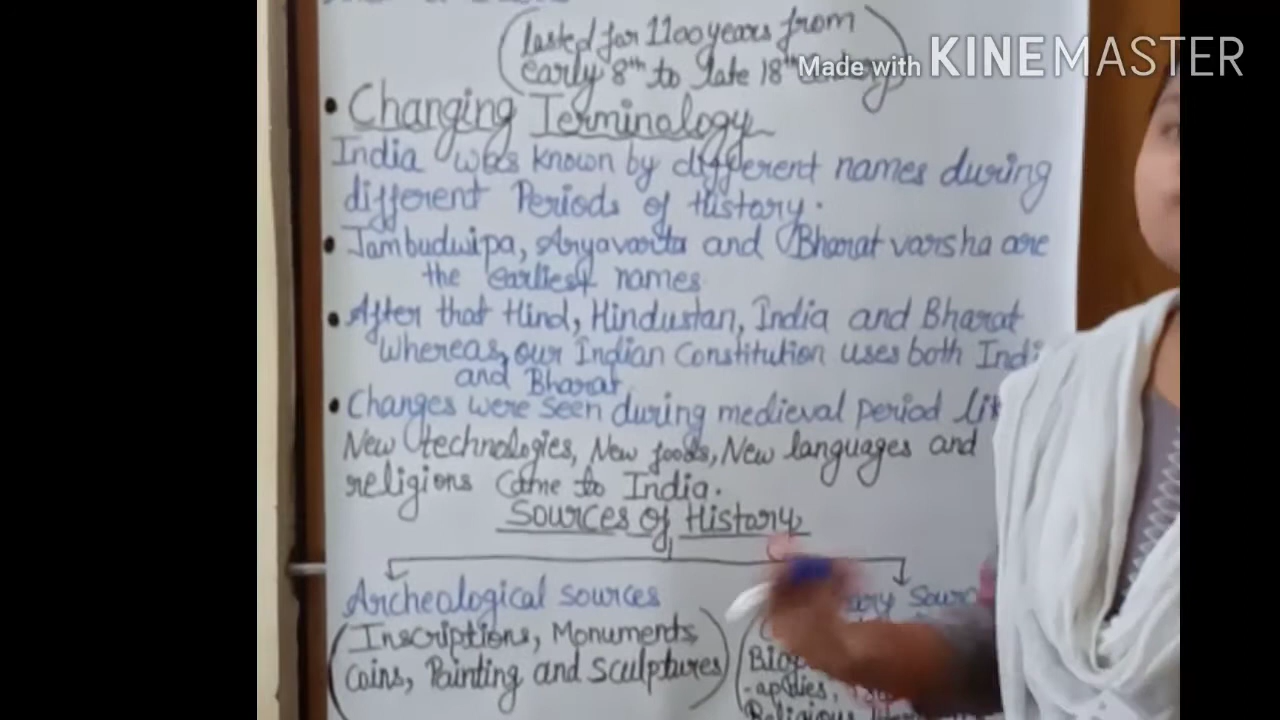 (lasted for 1100 years from
early 8th to late 18th
Made with KINEMASTER
• Changing Terminology
India was known by different names during
different Periods of History.
• Jambudwipa, Aryavarta and Bharat varsha are
the earliest names
• After that Hind, Hindustan, India and Bharat
whereas, our Indian Constitution uses both Indi
and Bharat
• Changes were seen during medieval period li
New technologies, New foods, New languages and
religions came to India.
Sources of History
Archeological sources
(Inscriptions, Monuments,
Coins, Painting and Sculptures)